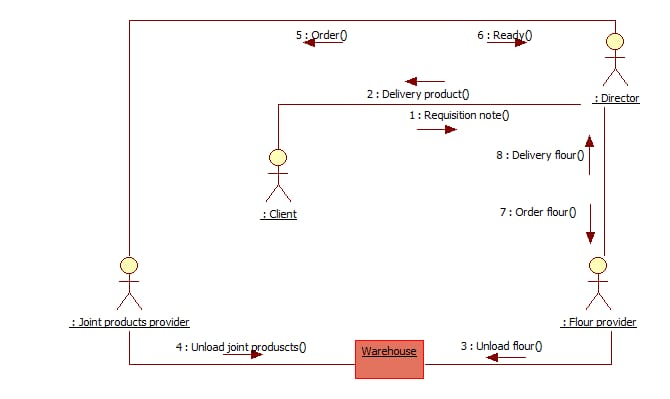 5 : Order()
6 : Ready()
: Director
2 : Delivery product()
1 : Requisition note()
8 : Delivery flour()
: Client
7 : Order flour()
: Joint products provider
: Flour provider
4 : Unload joint produscts()
Warehouse
3 : Unload flour()